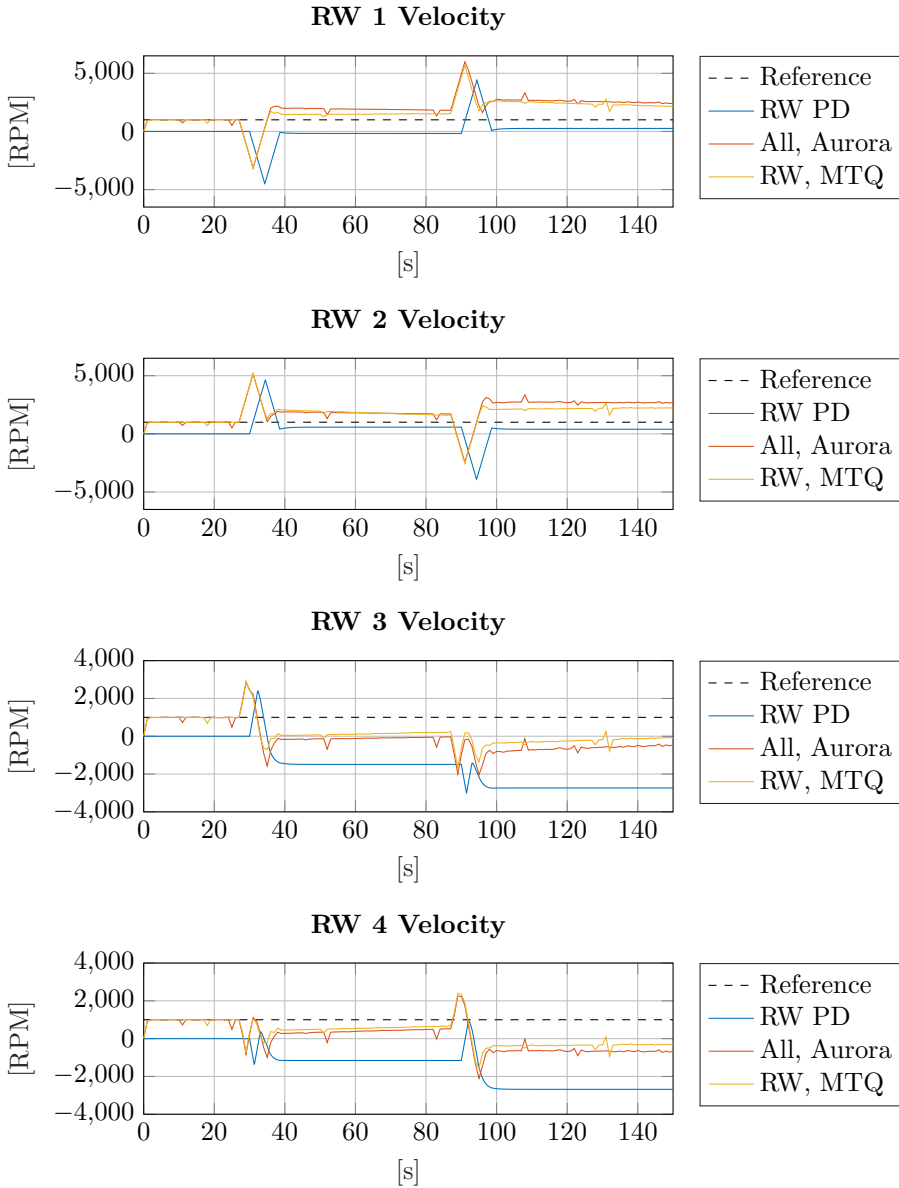 RW 1 Velocity
5,000
0
−5,000
[RPM]
0 20 40 60 80 100 120 140
[s]
Reference
RW PD
All, Aurora
RW, MTQ
RW 2 Velocity
5,000
0
−5,000
[RPM]
0 20 40 60 80 100 120 140
[s]
Reference
RW PD
All, Aurora
RW, MTQ
RW 3 Velocity
4,000
2,000
0
−2,000
−4,000
[RPM]
0 20 40 60 80 100 120 140
[s]
Reference
RW PD
All, Aurora
RW, MTQ
RW 4 Velocity
4,000
2,000
0
−2,000
−4,000
[RPM]
0 20 40 60 80 100 120 140
[s]
Reference
RW PD
All, Aurora
RW, MTQ